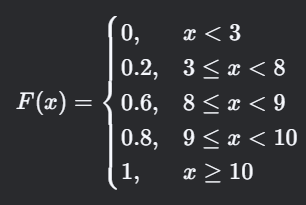 0, x < 3
0.2, 3 ≤ x < 8
F(x) = { 0.6, 8 ≤ x < 9
0.8, 9 ≤ x < 10
1, x ≥ 10